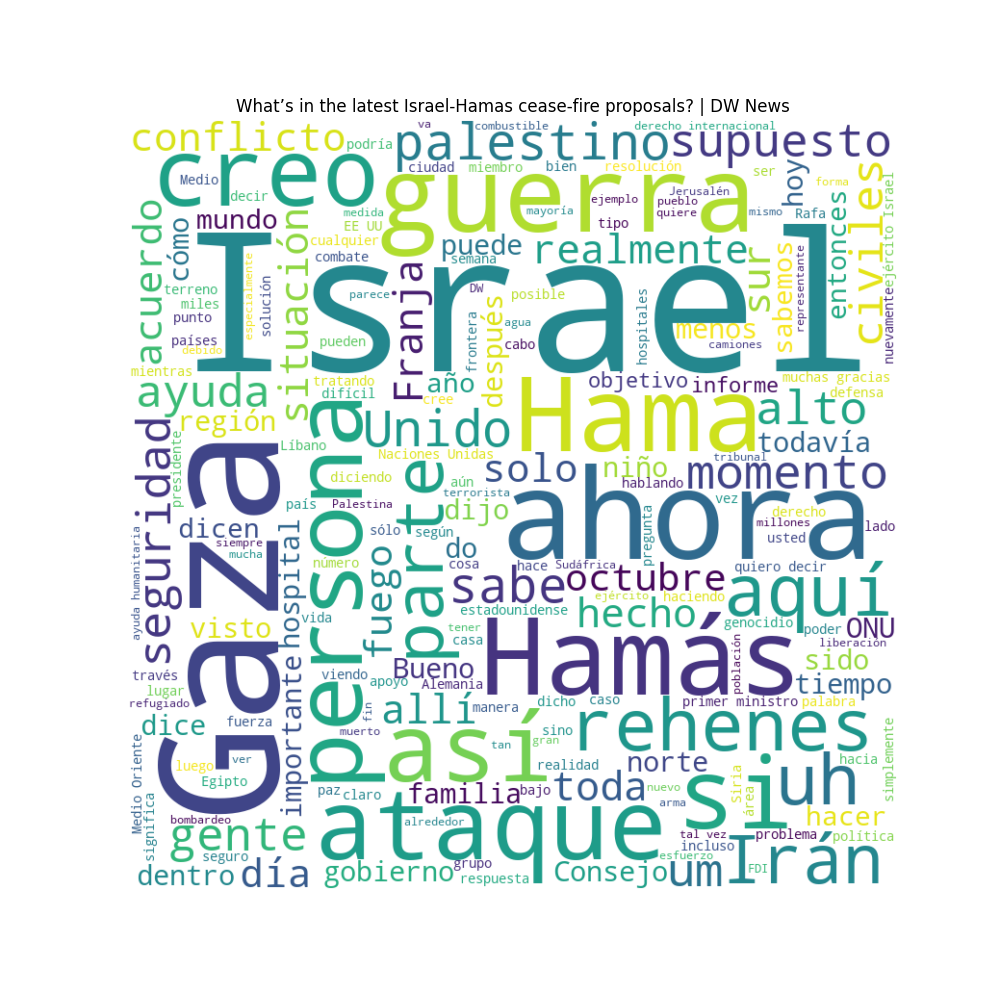 What’s in the latest Israel-Hamas cease-fire proposals? | DW News
conflicto
podría
va
combustible
derecho internacional
palestino
supuesto
creo
Medio
decir
ciudad
miembro
bien
resolución
ser
hoy
forma
guerra
Jerusalén
pueblo
quiere
ejemplo
mayoría
tipo
mismo
Rafa
civiles
ejército Israel
acuerdo
cómo
mundo
situación
medida
EE UU
cualquier
combate
puede
semana
realmente
sur
sabemos
representante
entonces
nuevamente
Israel
terreno
miles
punto
países
debido
mientras
especialmente
solución
parece
pueden
Franja
DW
posible
agua
cabo
frontera
después
hospitales
menos
camiones
ayuda
tratando
difícil
año
cree
objetivo
informe
muchas gracias
defensa
región
Líbano
Unido
Hama
alto
todavía
Naciones Unidas
seguridad
presidente
Gaza
persona
diciendo
parte
aún
terrorista
solo
niño
hablando
momento
tribunal
vez
derecho
millones
lado
usted
pregunta
dicen
siempre
mucha
país
Palestina
sólo
según
dijo
do
cosa
ahora
hace
Sudáfrica
quiero decir
ayuda humanitaria
hospital
número
fuego
sabe
octubre
aquí
estadounidense
ejército
haciendo
hecho
genocidio
poder
ONU
liberación
visto
vida
tener
casa
Hamás
población
sido
través
lugar
refugiado
importante
viendo
apoyo
Bueno
Alemania
tiempo
primer ministro
palabra
dice
fuerza
fin
muerto
allí
manera
dicho
caso
rehenes
sino
tan
gran
así
realidad
norte
hacia
simplemente
Medio Oriente
significa
luego
ver
Egipto
paz
claro
familia
bajo
toda
nuevo
arma
si
Siria
área
uh
hacer
bombardeo
gente
seguro
ataque
alrededor
tal vez
incluso
problema
política
dentro
día
gobierno
grupo
respuesta
Consejo
esfuerzo
um
FDI
Irán